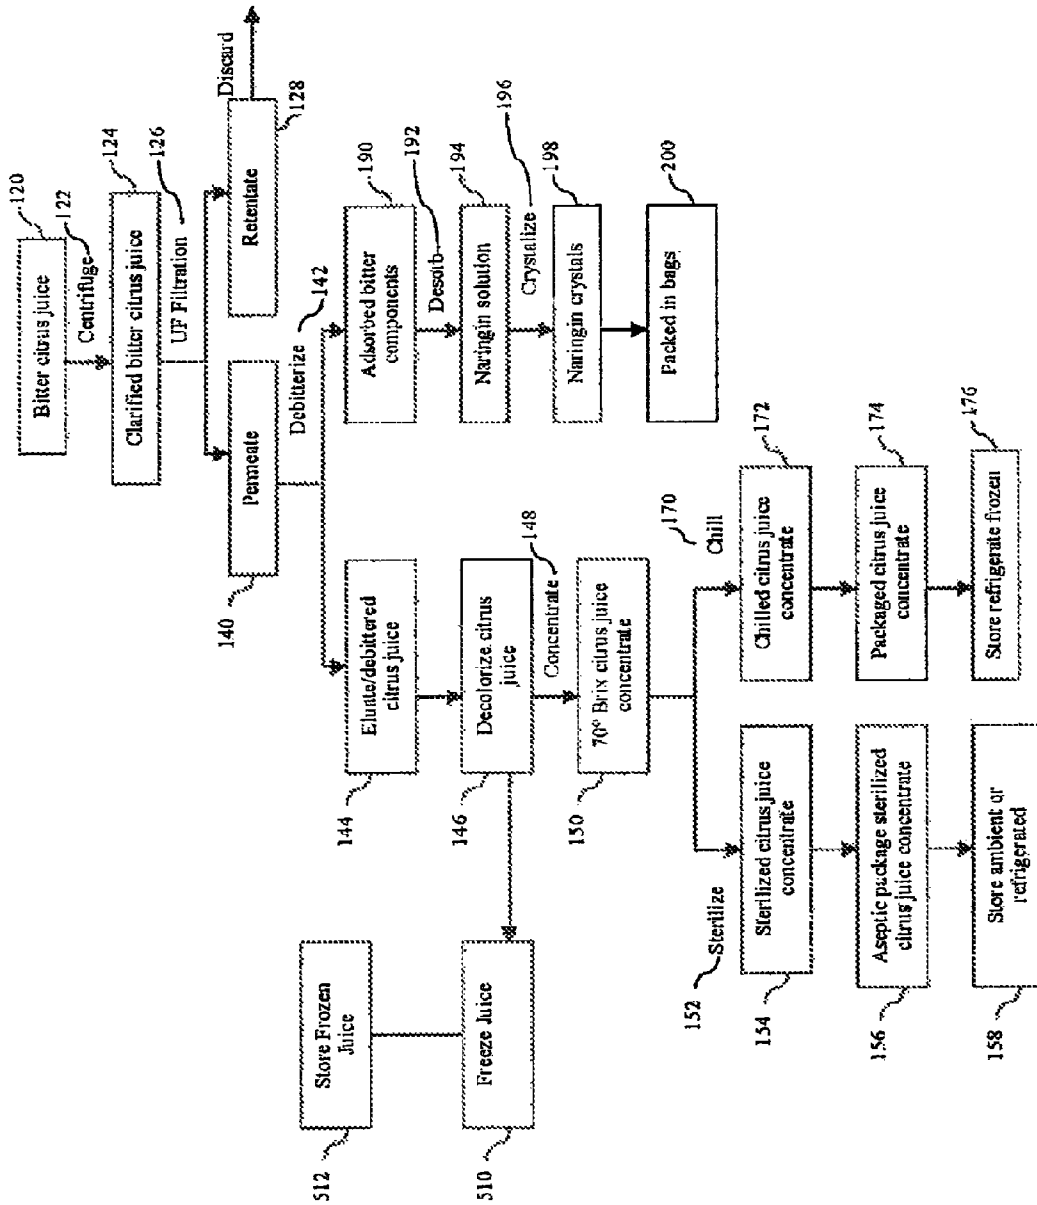 Bitter citrus juice
120
Centrifuge
122
Clarified bitter citrus juice
124
UF Filtration
126
Permeate
140
Retentate
128
Discard
Debitterize
142
Elunte/debittered
citrus juice
144
Adsorbed bitter
components
190
Desorb
192
Decolorize citrus
juice
146
Naringin solution
194
Concentrate
148
Crystalize
196
70° Brix citrus juice
concentrate
150
Naringin crystals
198
Packed in bags
200
Store Frozen
Juice
512
Freeze Juice
510
Sterilize
152
Chill
170
Sterilized citrus juice
concentrate
154
Chilled citrus juice
concentrate
172
Aseptic package sterilized
citrus juice concentrate
156
Packaged citrus juice
concentrate
174
Store ambient or
refrigerated
158
Store refrigerate frozen
176